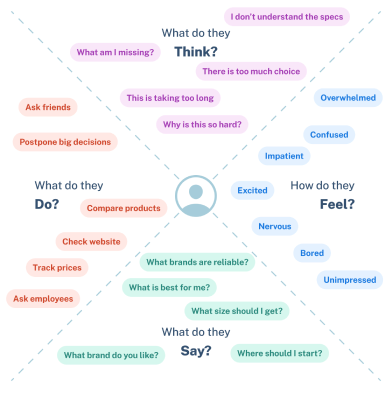 I don't understand the specs
What do they
Think?
What am I missing?
There is too much choice
This is taking too long
Why is this so hard?
Ask friends
Postpone big decisions
What do they
Do?
Compare products
Check website
Track prices
Ask employees
Overwhelmed
Confused
Impatient
How do they
Feel?
Excited
Nervous
Bored
Unimpressed
What brands are reliable?
What is best for me?
What size should I get?
What do they
Say?
What brand do you like?
Where should I start?